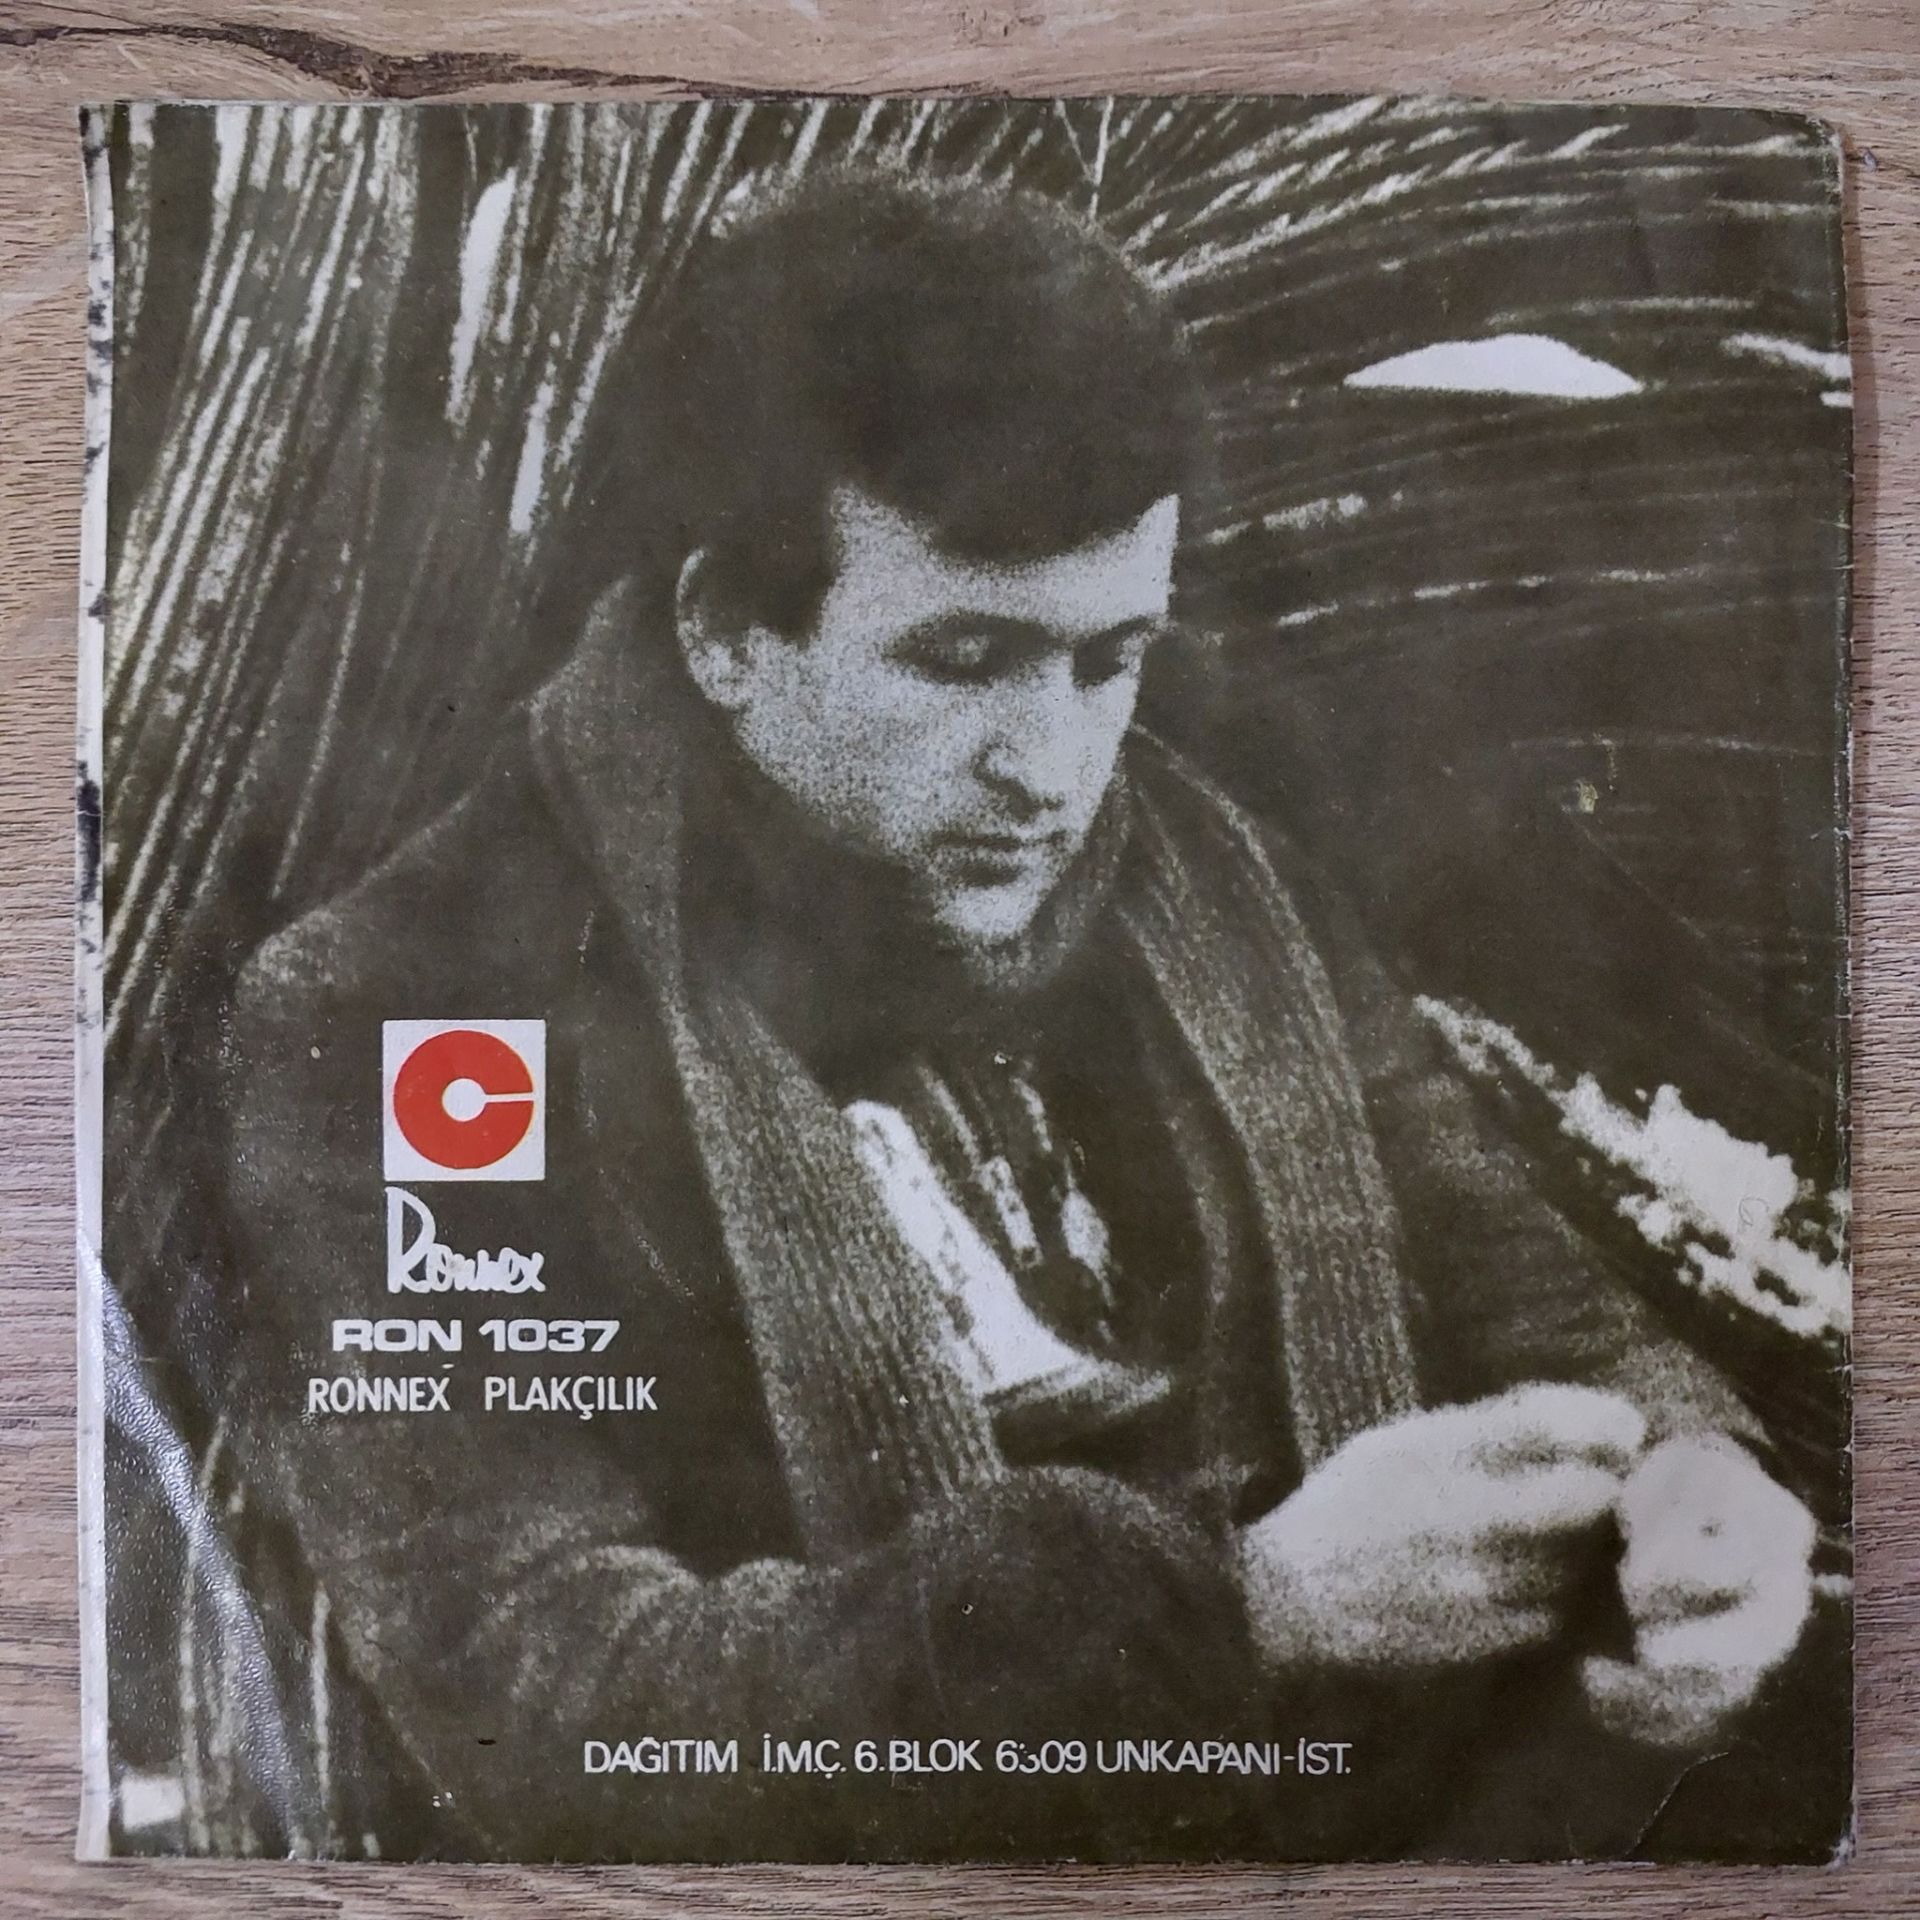 Ronnex
RON 1037
RONNEX PLAKÇILIK
DAĞITIM İ.M.Ç. 6.BLOK 6309 UNKAPANI-İST.